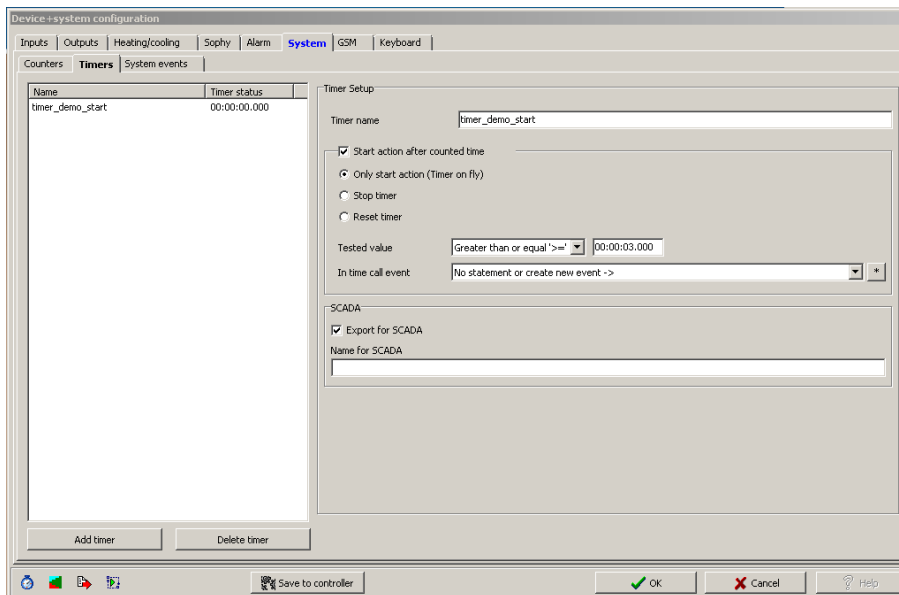 Device+system configuration
Inputs Outputs Heating/cooling Sophy Alarm System GSM Keyboard
Counters Timers System events
Name Timer status
timer_demo_start 00:00:00.000
Timer Setup
Timer name timer_demo_start
Start action after counted time
Only start action (Timer on fly)
Stop timer
Reset timer
Tested value Greater than or equal '>=' 00:00:03.000
In time call event No statement or create new event -> *
SCADA
Export for SCADA
Name for SCADA
Add timer Delete timer
Save to controller OK Cancel Help